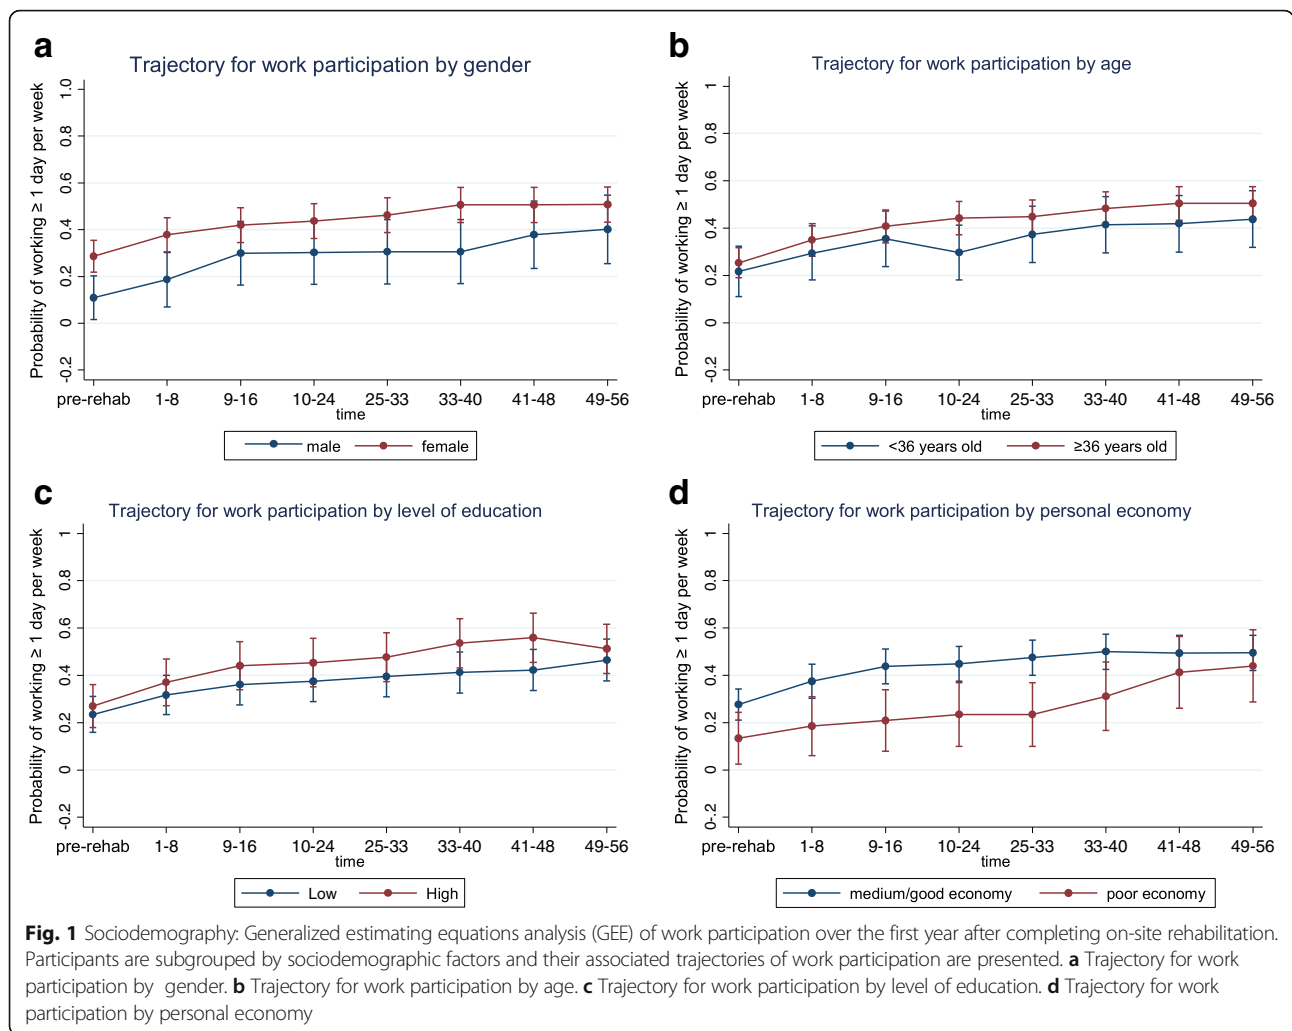 a
Trajectory for work participation by gender
Probability of working ≥ 1 day per week
1.0
0.8
0.6
0.4
0.2
0
-0.2
pre-rehab 1-8 9-16 10-24 25-33 33-40 41-48 49-56
time
male female
b
Trajectory for work participation by age
Probability of working ≥ 1 day per week
1
0.8
0.6
0.4
0.2
0
-0.2
pre-rehab 1-8 9-16 10-24 25-33 33-40 41-48 49-56
time
<36 years old ≥36 years old
c
Trajectory for work participation by level of education
Probability of working ≥ 1 day per week
1
0.8
0.6
0.4
0.2
0
-0.2
pre-rehab 1-8 9-16 10-24 25-33 33-40 41-48 49-56
time
Low High
d
Trajectory for work participation by personal economy
Probability of working ≥ 1 day per week
1
0.8
0.6
0.4
0.2
0
-0.2
pre-rehab 1-8 9-16 10-24 25-33 33-40 41-48 49-56
time
medium/good economy poor economy
Fig. 1 Sociodemography: Generalized estimating equations analysis (GEE) of work participation over the first year after completing on-site rehabilitation.
Participants are subgrouped by sociodemographic factors and their associated trajectories of work participation are presented. a Trajectory for work
participation by gender. b Trajectory for work participation by age. c Trajectory for work participation by level of education. d Trajectory for work
participation by personal economy